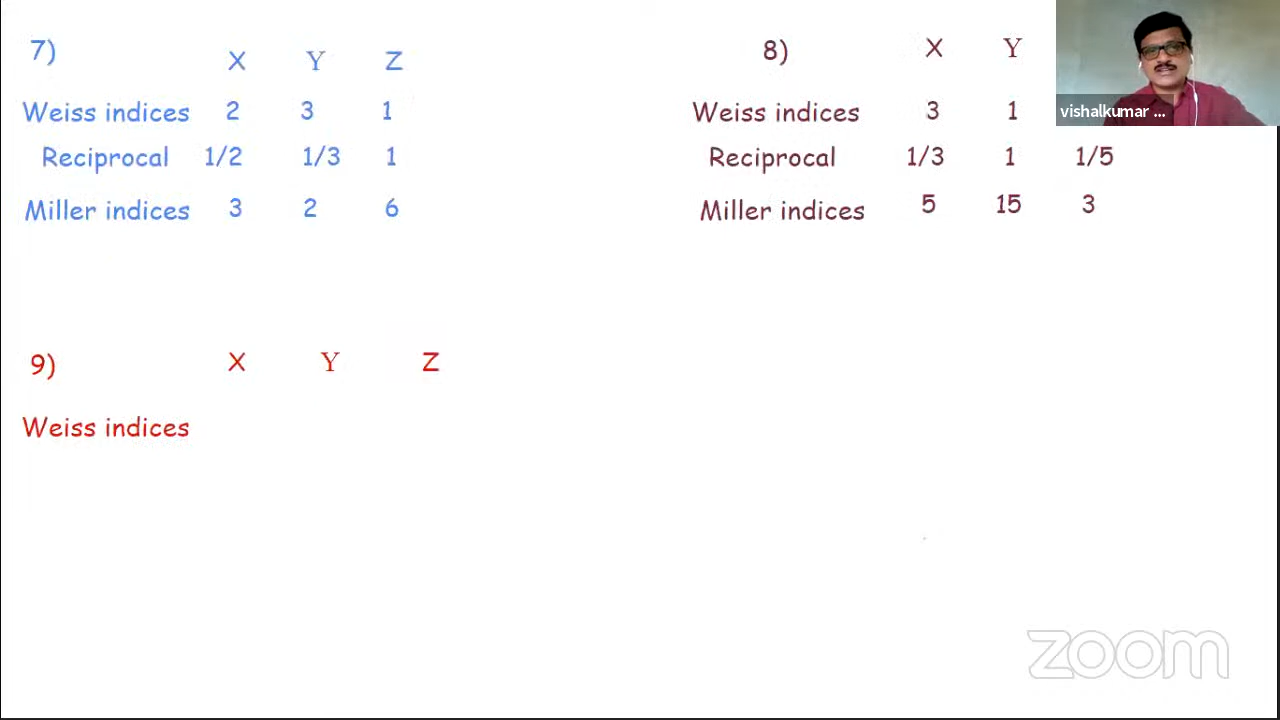 7)
X Y Z
Weiss indices 2 3 1
Reciprocal 1/2 1/3 1
Miller indices 3 2 6
8)
X Y
Weiss indices 3 1
Reciprocal 1/3 1 1/5
Miller indices 5 15 3
vishalkumar ...
9)
X Y Z
Weiss indices
zoom